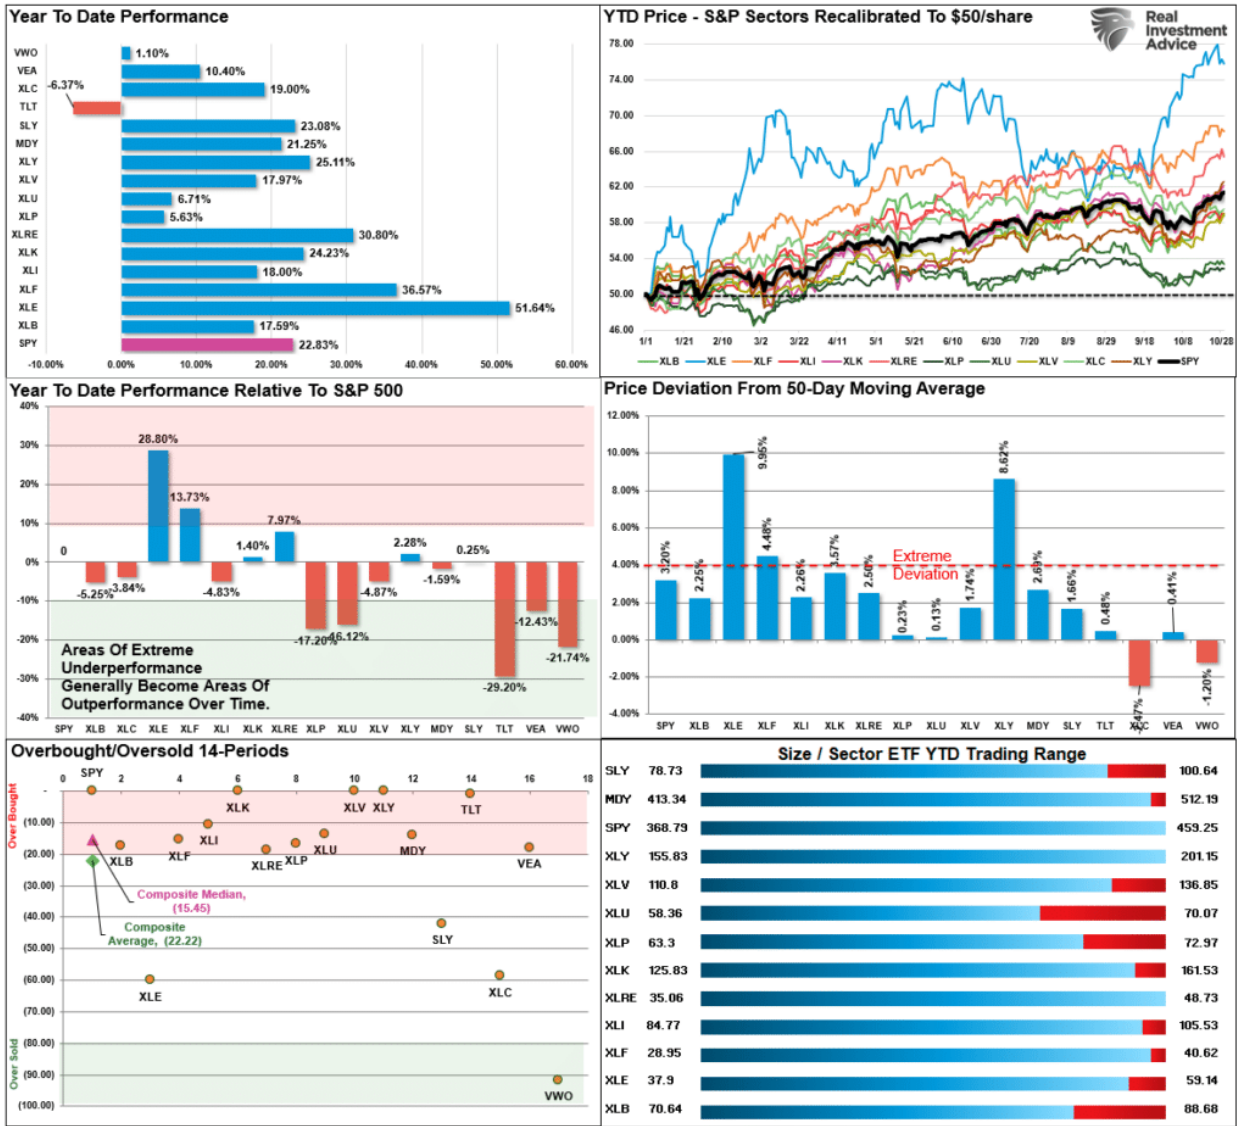 Year To Date Performance
VWO 1.10%
VEA 10.40%
XLC 19.00%
-6.37%
TLT
SLY 23.08%
MDY 21.25%
XLY 25.11%
XLV 17.97%
XLU 6.71%
XLP 5.63%
XLRE 30.80%
XLK 24.23%
XLI 18.00%
XLF 36.57%
XLE 51.64%
XLB 17.59%
SPY 22.83%
-10.00% 0.00% 10.00% 20.00% 30.00% 40.00% 50.00% 60.00%
YTD Price - S&P Sectors Recalibrated To $50/share
Real
Investment
Advice
78.00
74.00
70.00
66.00
62.00
58.00
54.00
50.00
46.00
1/1 1/21 2/10 3/2 3/22 4/11 5/1 5/21 6/10 6/30 7/20 8/9 8/29 9/18 10/8 10/28
XLB XLE XLF XLI XLK XLRE XLP XLU XLV XLC XLY SPY
Year To Date Performance Relative To S&P 500
40%
30%
20%
10%
0%
-10%
-20%
-30%
-40%
0
-5.25%
-3.84%
28.80%
13.73%
-4.83%
1.40%
7.97%
-17.20%
-16.12%
-4.87%
2.28%
-1.59%
0.25%
-29.20%
-12.43%
-21.74%
Areas Of Extreme
Underperformance
Generally Become Areas Of
Outperformance Over Time.
SPY XLB XLC XLE XLF XLI XLK XLRE XLP XLU XLV XLY MDY SLY TLT VEA VWO
Price Deviation From 50-Day Moving Average
12.00%
10.00%
8.00%
6.00%
4.00%
2.00%
0.00%
-2.00%
-4.00%
3.20%
2.25%
9.95%
4.48%
2.26%
3.57%
2.50%
0.23%
0.13%
1.74%
8.62%
2.69%
1.66%
0.48%
-2.47%
0.41%
-1.20%
Extreme
Deviation
SPY XLB XLE XLF XLI XLK XLRE XLP XLU XLV XLY MDY SLY TLT XLC VEA VWO
Overbought/Oversold 14-Periods
0 2 4 6 8 10 12 14 16 18
-
(10.00)
(20.00)
(30.00)
(40.00)
(50.00)
(60.00)
(70.00)
(80.00)
(90.00)
(100.00)
Over Bought
Over Sold
SPY
XLB
XLE
XLF
XLI
XLK
XLRE
XLP
XLU
XLV
XLY
MDY
SLY
TLT
XLC
VEA
VWO
Composite Median,
(15.45)
Composite
Average, (22.22)
Size / Sector ETF YTD Trading Range
SLY 78.73 100.64
MDY 413.34 512.19
SPY 368.79 459.25
XLY 155.83 201.15
XLV 110.8 136.85
XLU 58.36 70.07
XLP 63.3 72.97
XLK 125.83 161.53
XLRE 35.06 48.73
XLI 84.77 105.53
XLF 28.95 40.62
XLE 37.9 59.14
XLB 70.64 88.68